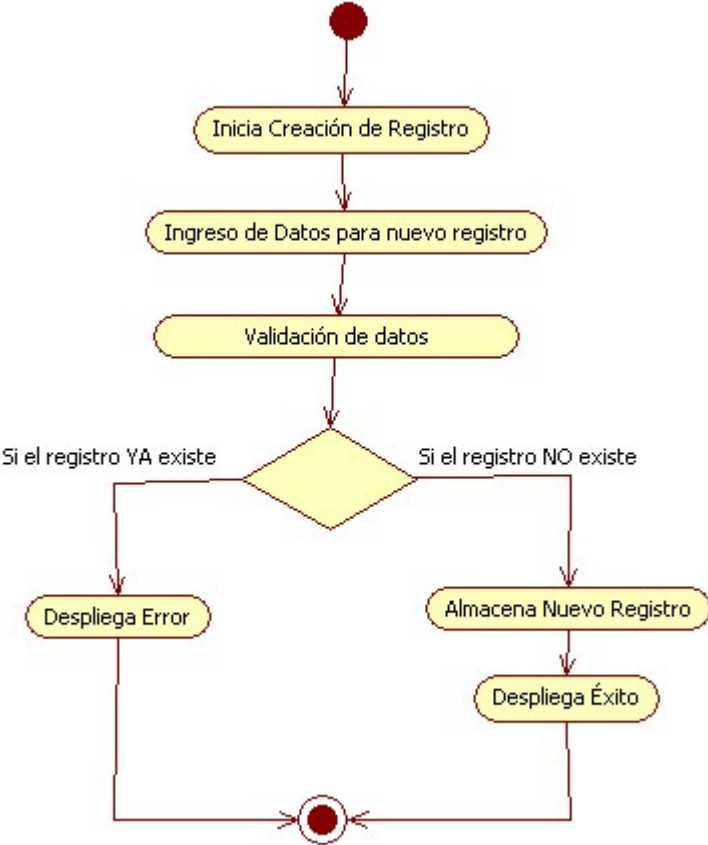 Inicia Creación de Registro
Ingreso de Datos para nuevo registro
Validación de datos
Si el registro YA existe
Si el registro NO existe
Despliega Error
Almacena Nuevo Registro
Despliega Éxito